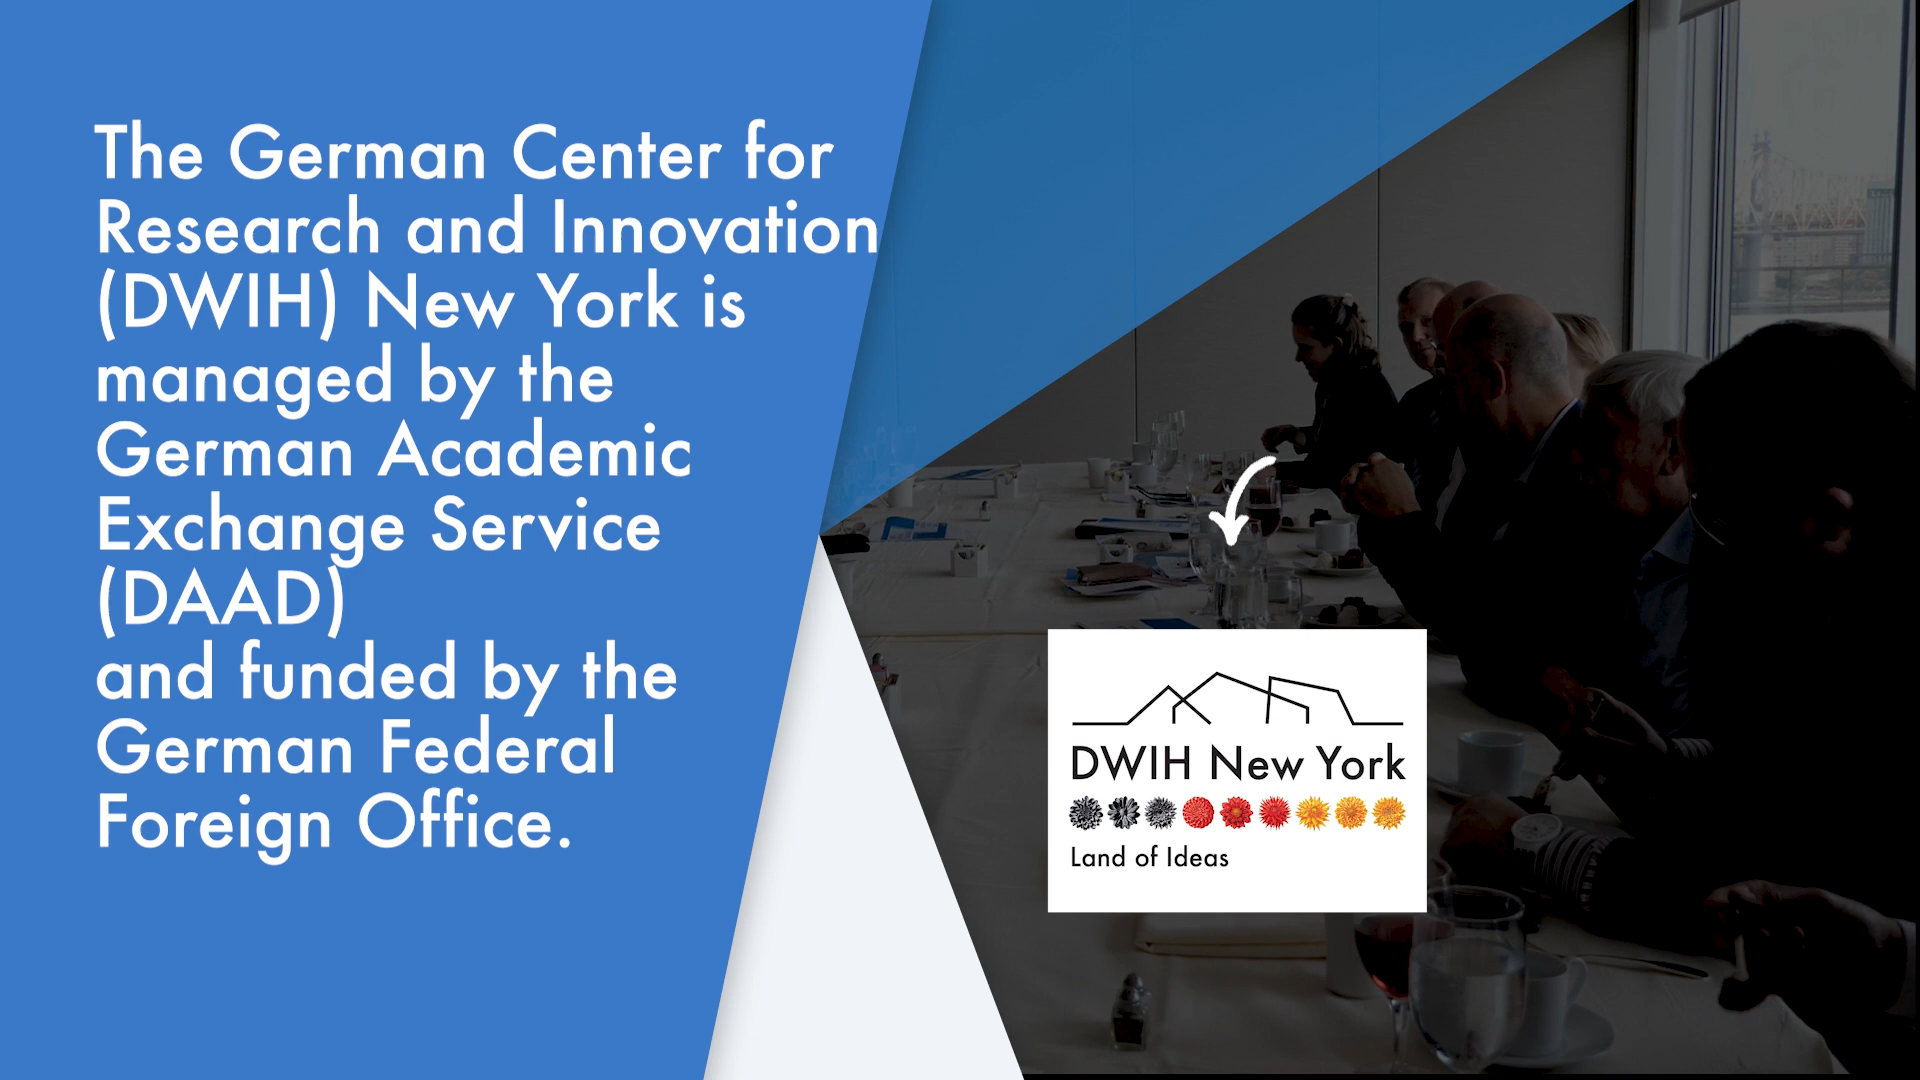 The German Center for
Research and Innovation
(DWIH) New York is
managed by the
German Academic
Exchange Service
(DAAD)
and funded by the
German Federal
Foreign Office.
DWIH New York
Land of Ideas